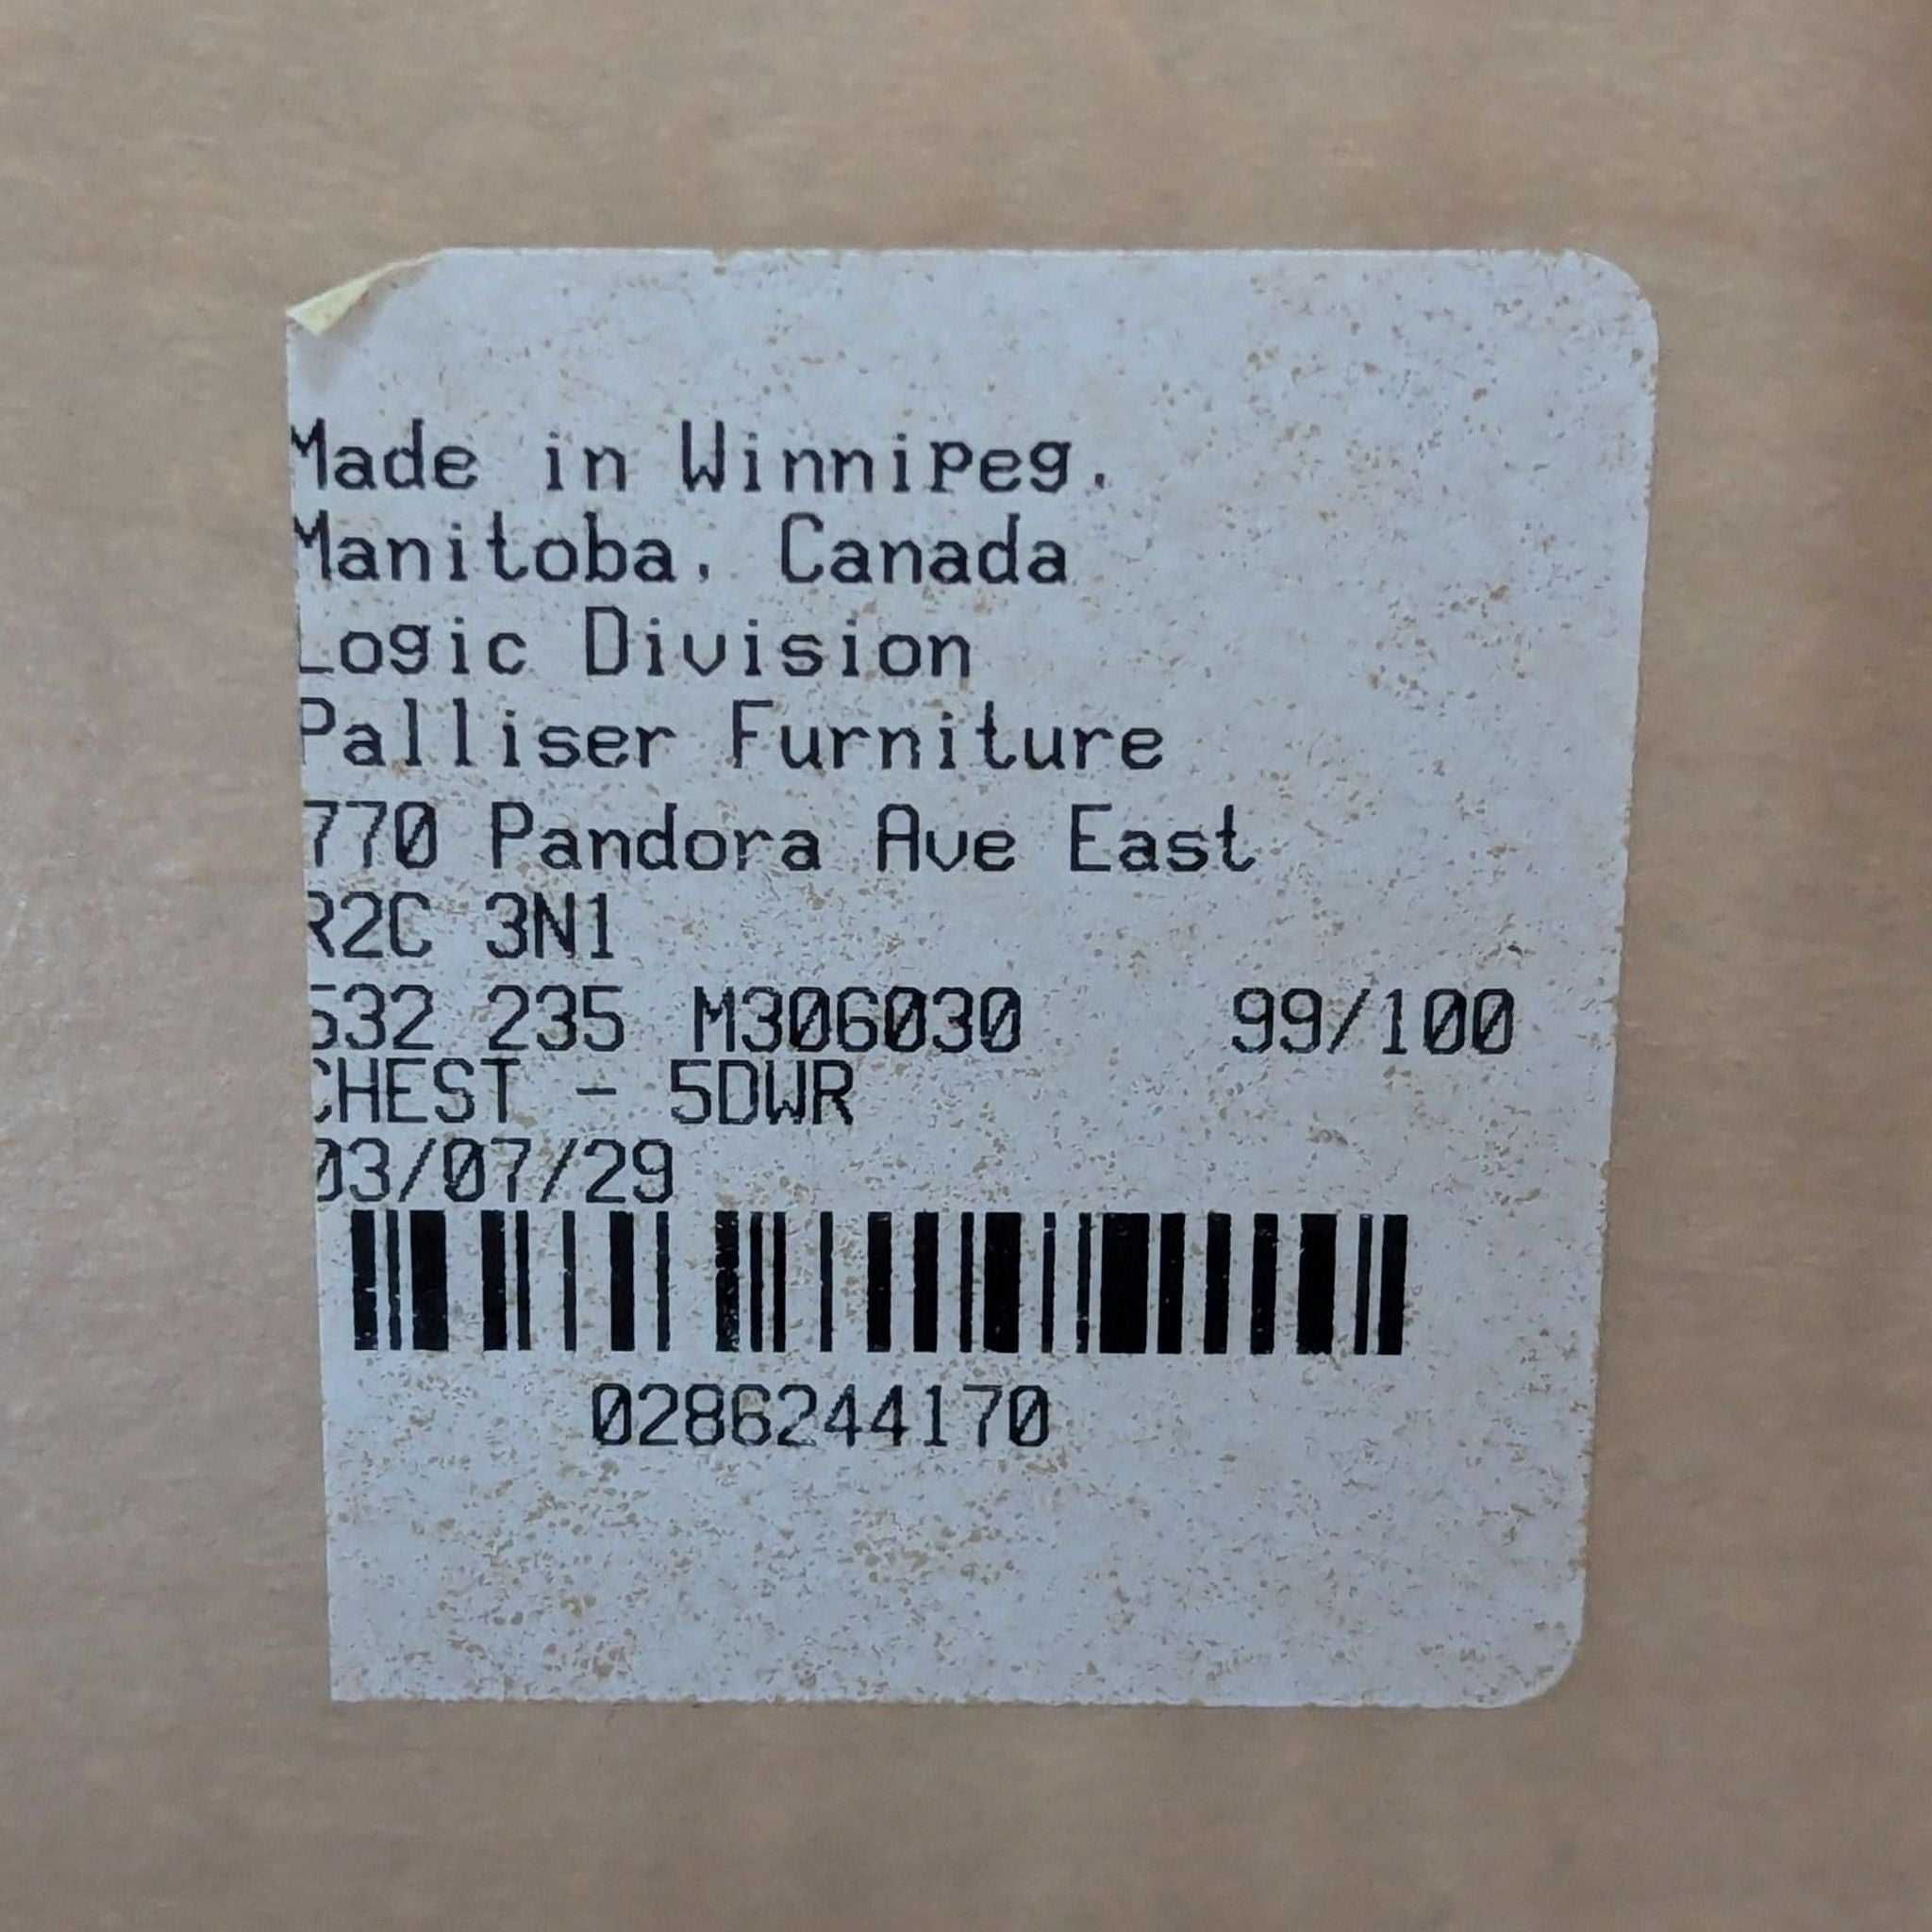 Made in Winnipeg,
Manitoba, Canada
Logic Division
Palliser Furniture
770 Pandora Ave East
R2C 3N1
532 235 M306030 99/100
CHEST - 5DWR
03/07/29
0286244170